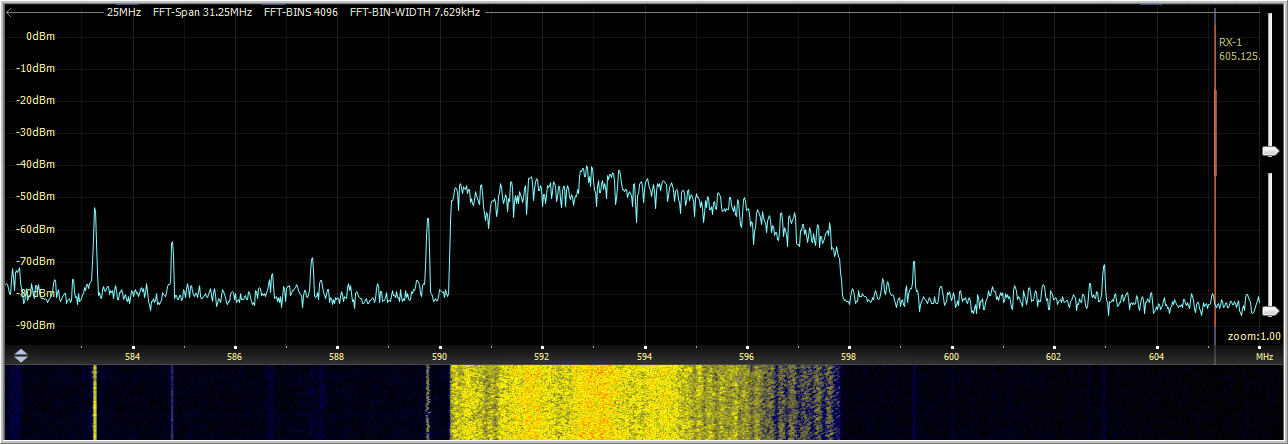 25MHz FFT-Span 31.25MHz FFT-BINS 4096 FFT-BIN-WIDTH 7.629kHz
0dBm
RX-1
605.125.
-10dBm
-20dBm
-30dBm
-40dBm
-50dBm
-60dBm
-70dBm
-80dBm
-90dBm
zoom:1.00
584 586 588 590 592 594 596 598 600 602 604 MHz